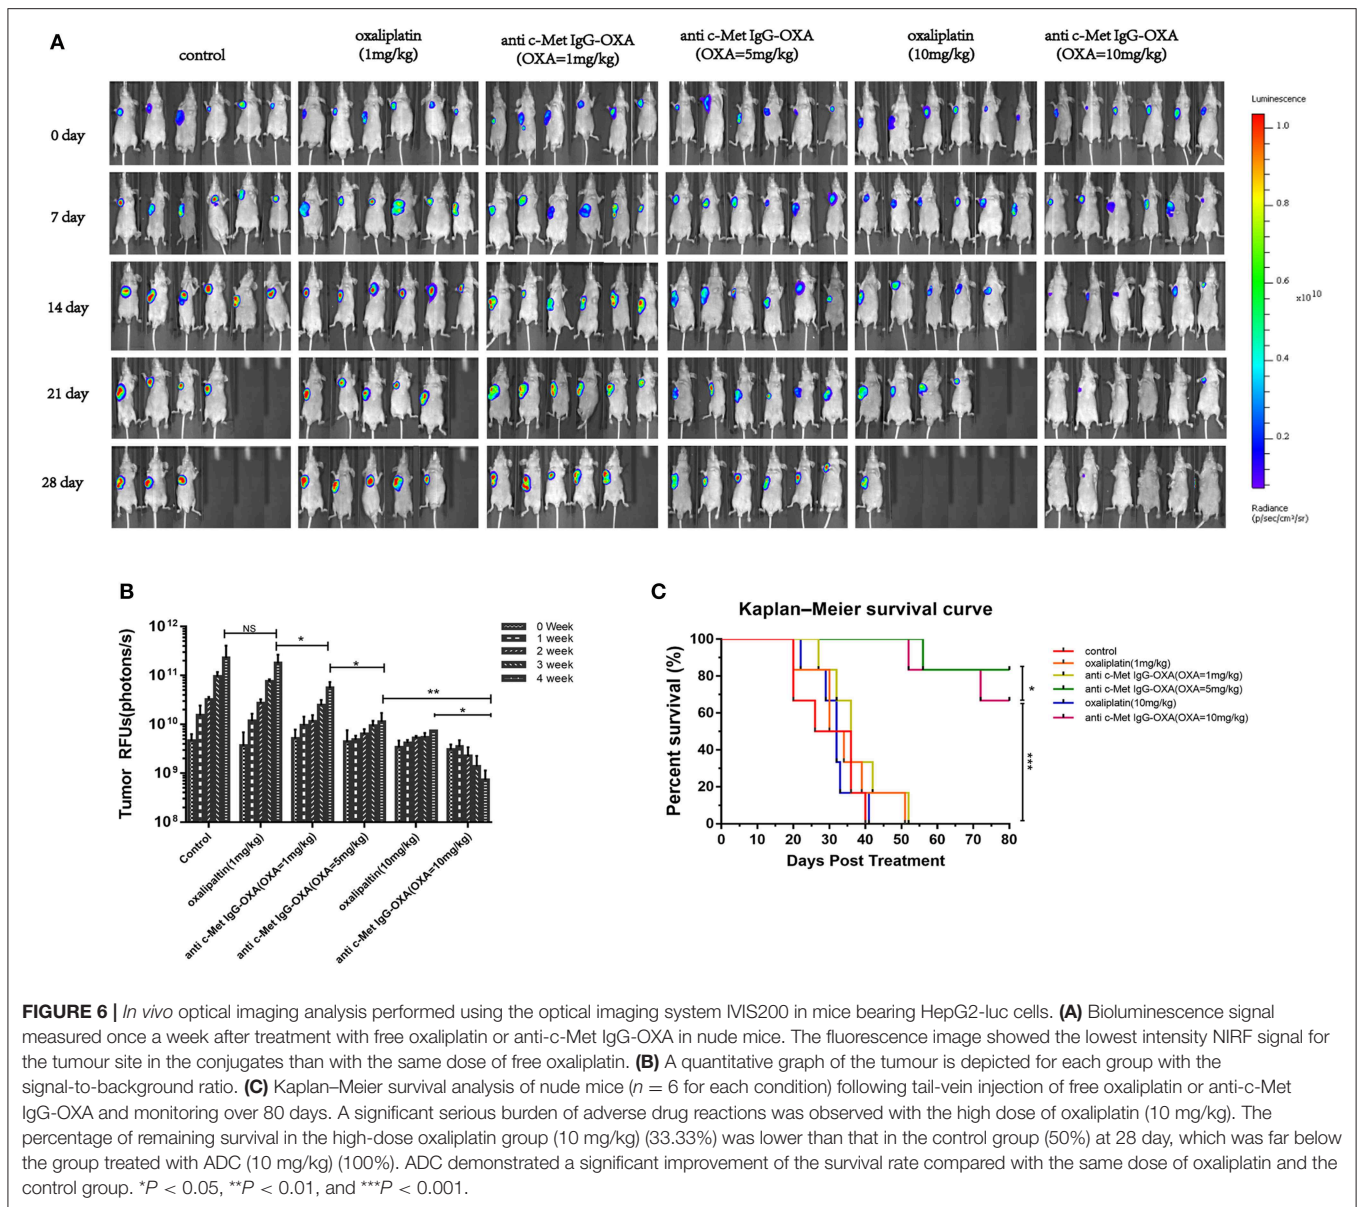 A
control
oxaliplatin
(1mg/kg)
anti c-Met IgG-OXA
(OXA=1mg/kg)
anti c-Met IgG-OXA
(OXA=5mg/kg)
oxaliplatin
(10mg/kg)
anti c-Met IgG-OXA
(OXA=10mg/kg)
0 day
7 day
14 day
21 day
28 day
Luminescence
1.0
0.8
0.6
x10^10
0.4
0.2
Radiance
(p/sec/cm²/sr)
B
Tumor RFUs(photons/s)
10^12
10^11
10^10
10^9
10^8
NS
*
*
**
*
0 Week
1 week
2 week
3 week
4 week
Control
oxalipaltin(1mg/kg)
anti c-Met IgG-OXA(OXA=1mg/kg)
anti c-Met IgG-OXA(OXA=5mg/kg)
oxalipaltin(10mg/kg)
anti c-Met IgG-OXA(OXA=10mg/kg)
C
Kaplan–Meier survival curve
Percent survival (%)
100
80
60
40
20
0
0 10 20 30 40 50 60 70 80
Days Post Treatment
control
oxaliplatin(1mg/kg)
anti c-Met IgG-OXA(OXA=1mg/kg)
anti c-Met IgG-OXA(OXA=5mg/kg)
oxaliplatin(10mg/kg)
anti c-Met IgG-OXA(OXA=10mg/kg)
*
***
FIGURE 6 | In vivo optical imaging analysis performed using the optical imaging system IVIS200 in mice bearing HepG2-luc cells. (A) Bioluminescence signal
measured once a week after treatment with free oxaliplatin or anti-c-Met IgG-OXA in nude mice. The fluorescence image showed the lowest intensity NIRF signal for
the tumour site in the conjugates than with the same dose of free oxaliplatin. (B) A quantitative graph of the tumour is depicted for each group with the
signal-to-background ratio. (C) Kaplan–Meier survival analysis of nude mice (n = 6 for each condition) following tail-vein injection of free oxaliplatin or anti-c-Met
IgG-OXA and monitoring over 80 days. A significant serious burden of adverse drug reactions was observed with the high dose of oxaliplatin (10 mg/kg). The
percentage of remaining survival in the high-dose oxaliplatin group (10 mg/kg) (33.33%) was lower than that in the control group (50%) at 28 day, which was far below
the group treated with ADC (10 mg/kg) (100%). ADC demonstrated a significant improvement of the survival rate compared with the same dose of oxaliplatin and the
control group. *P < 0.05, **P < 0.01, and ***P < 0.001.